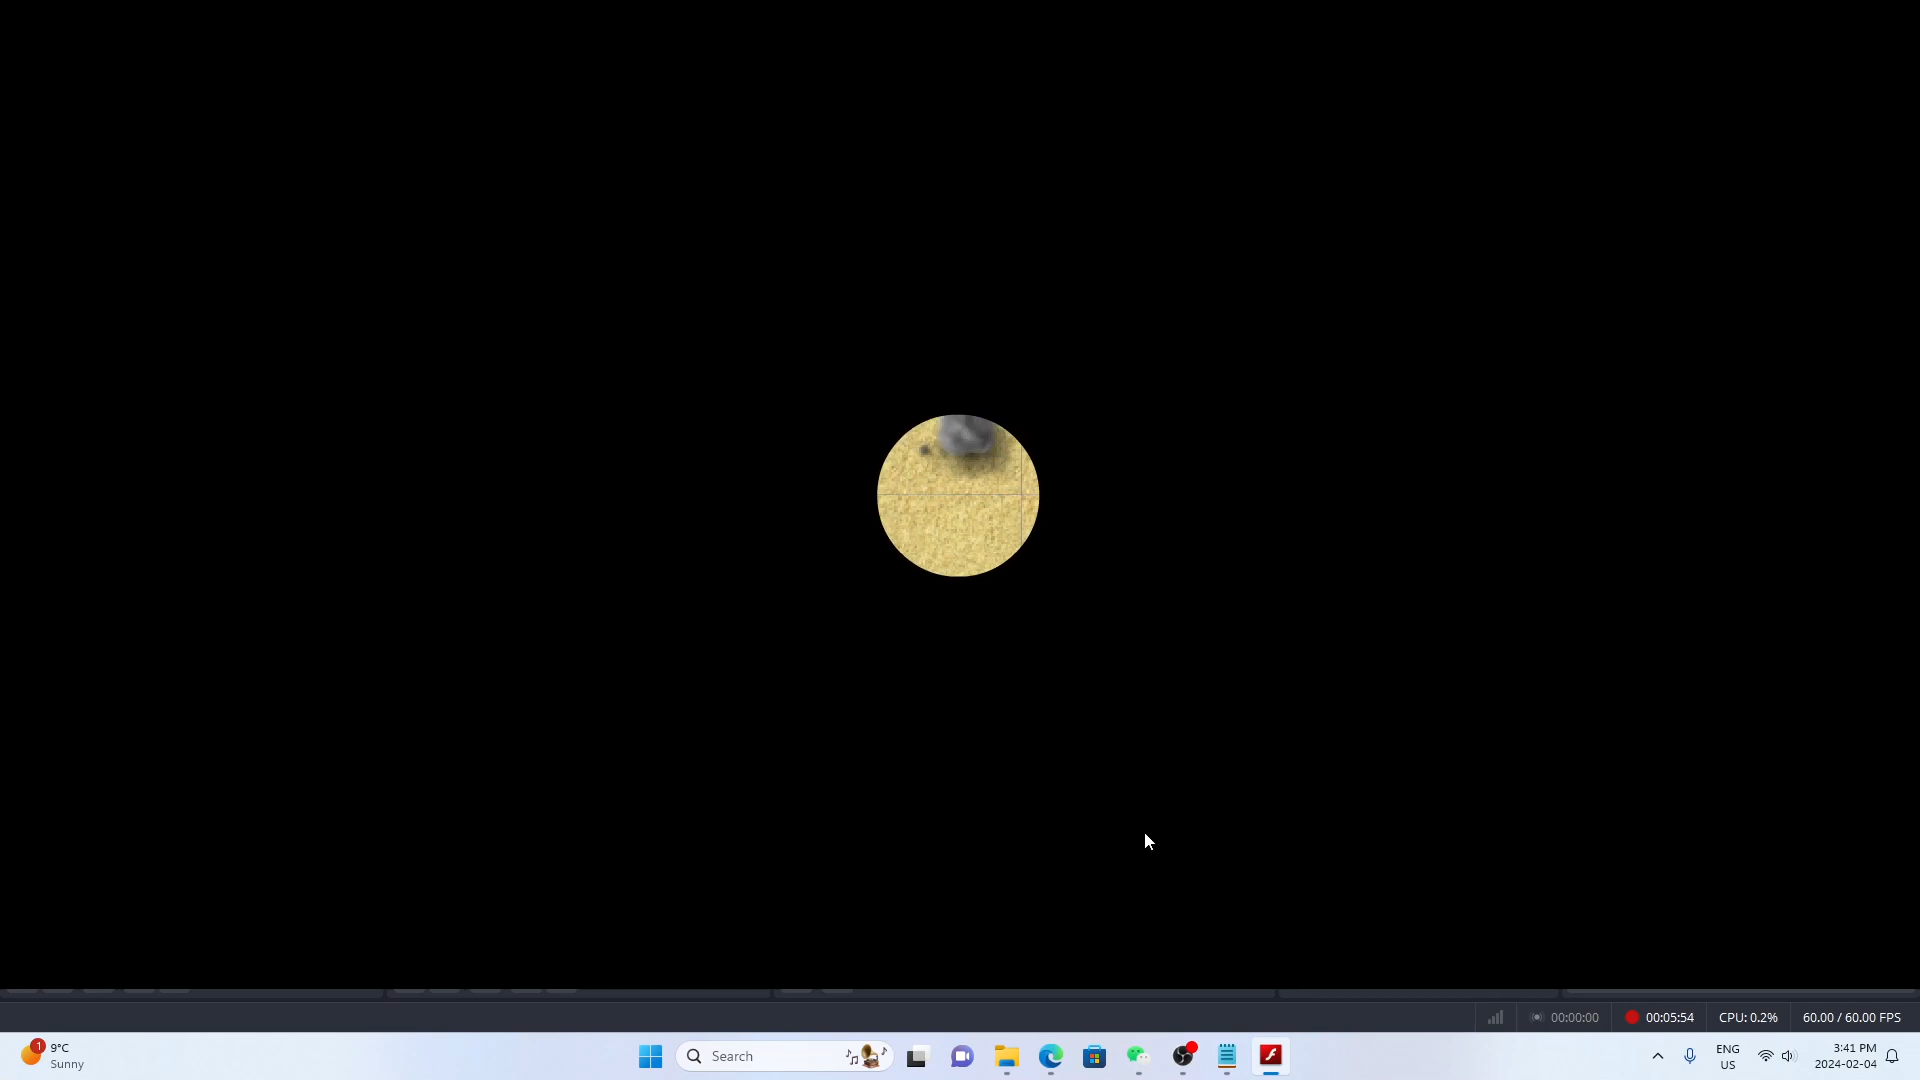 00:00:00
00:05:54
CPU: 0.2%
60.00 / 60.00 FPS
1
9°C
Sunny
Search
ENG
US
3:41 PM
2024-02-04